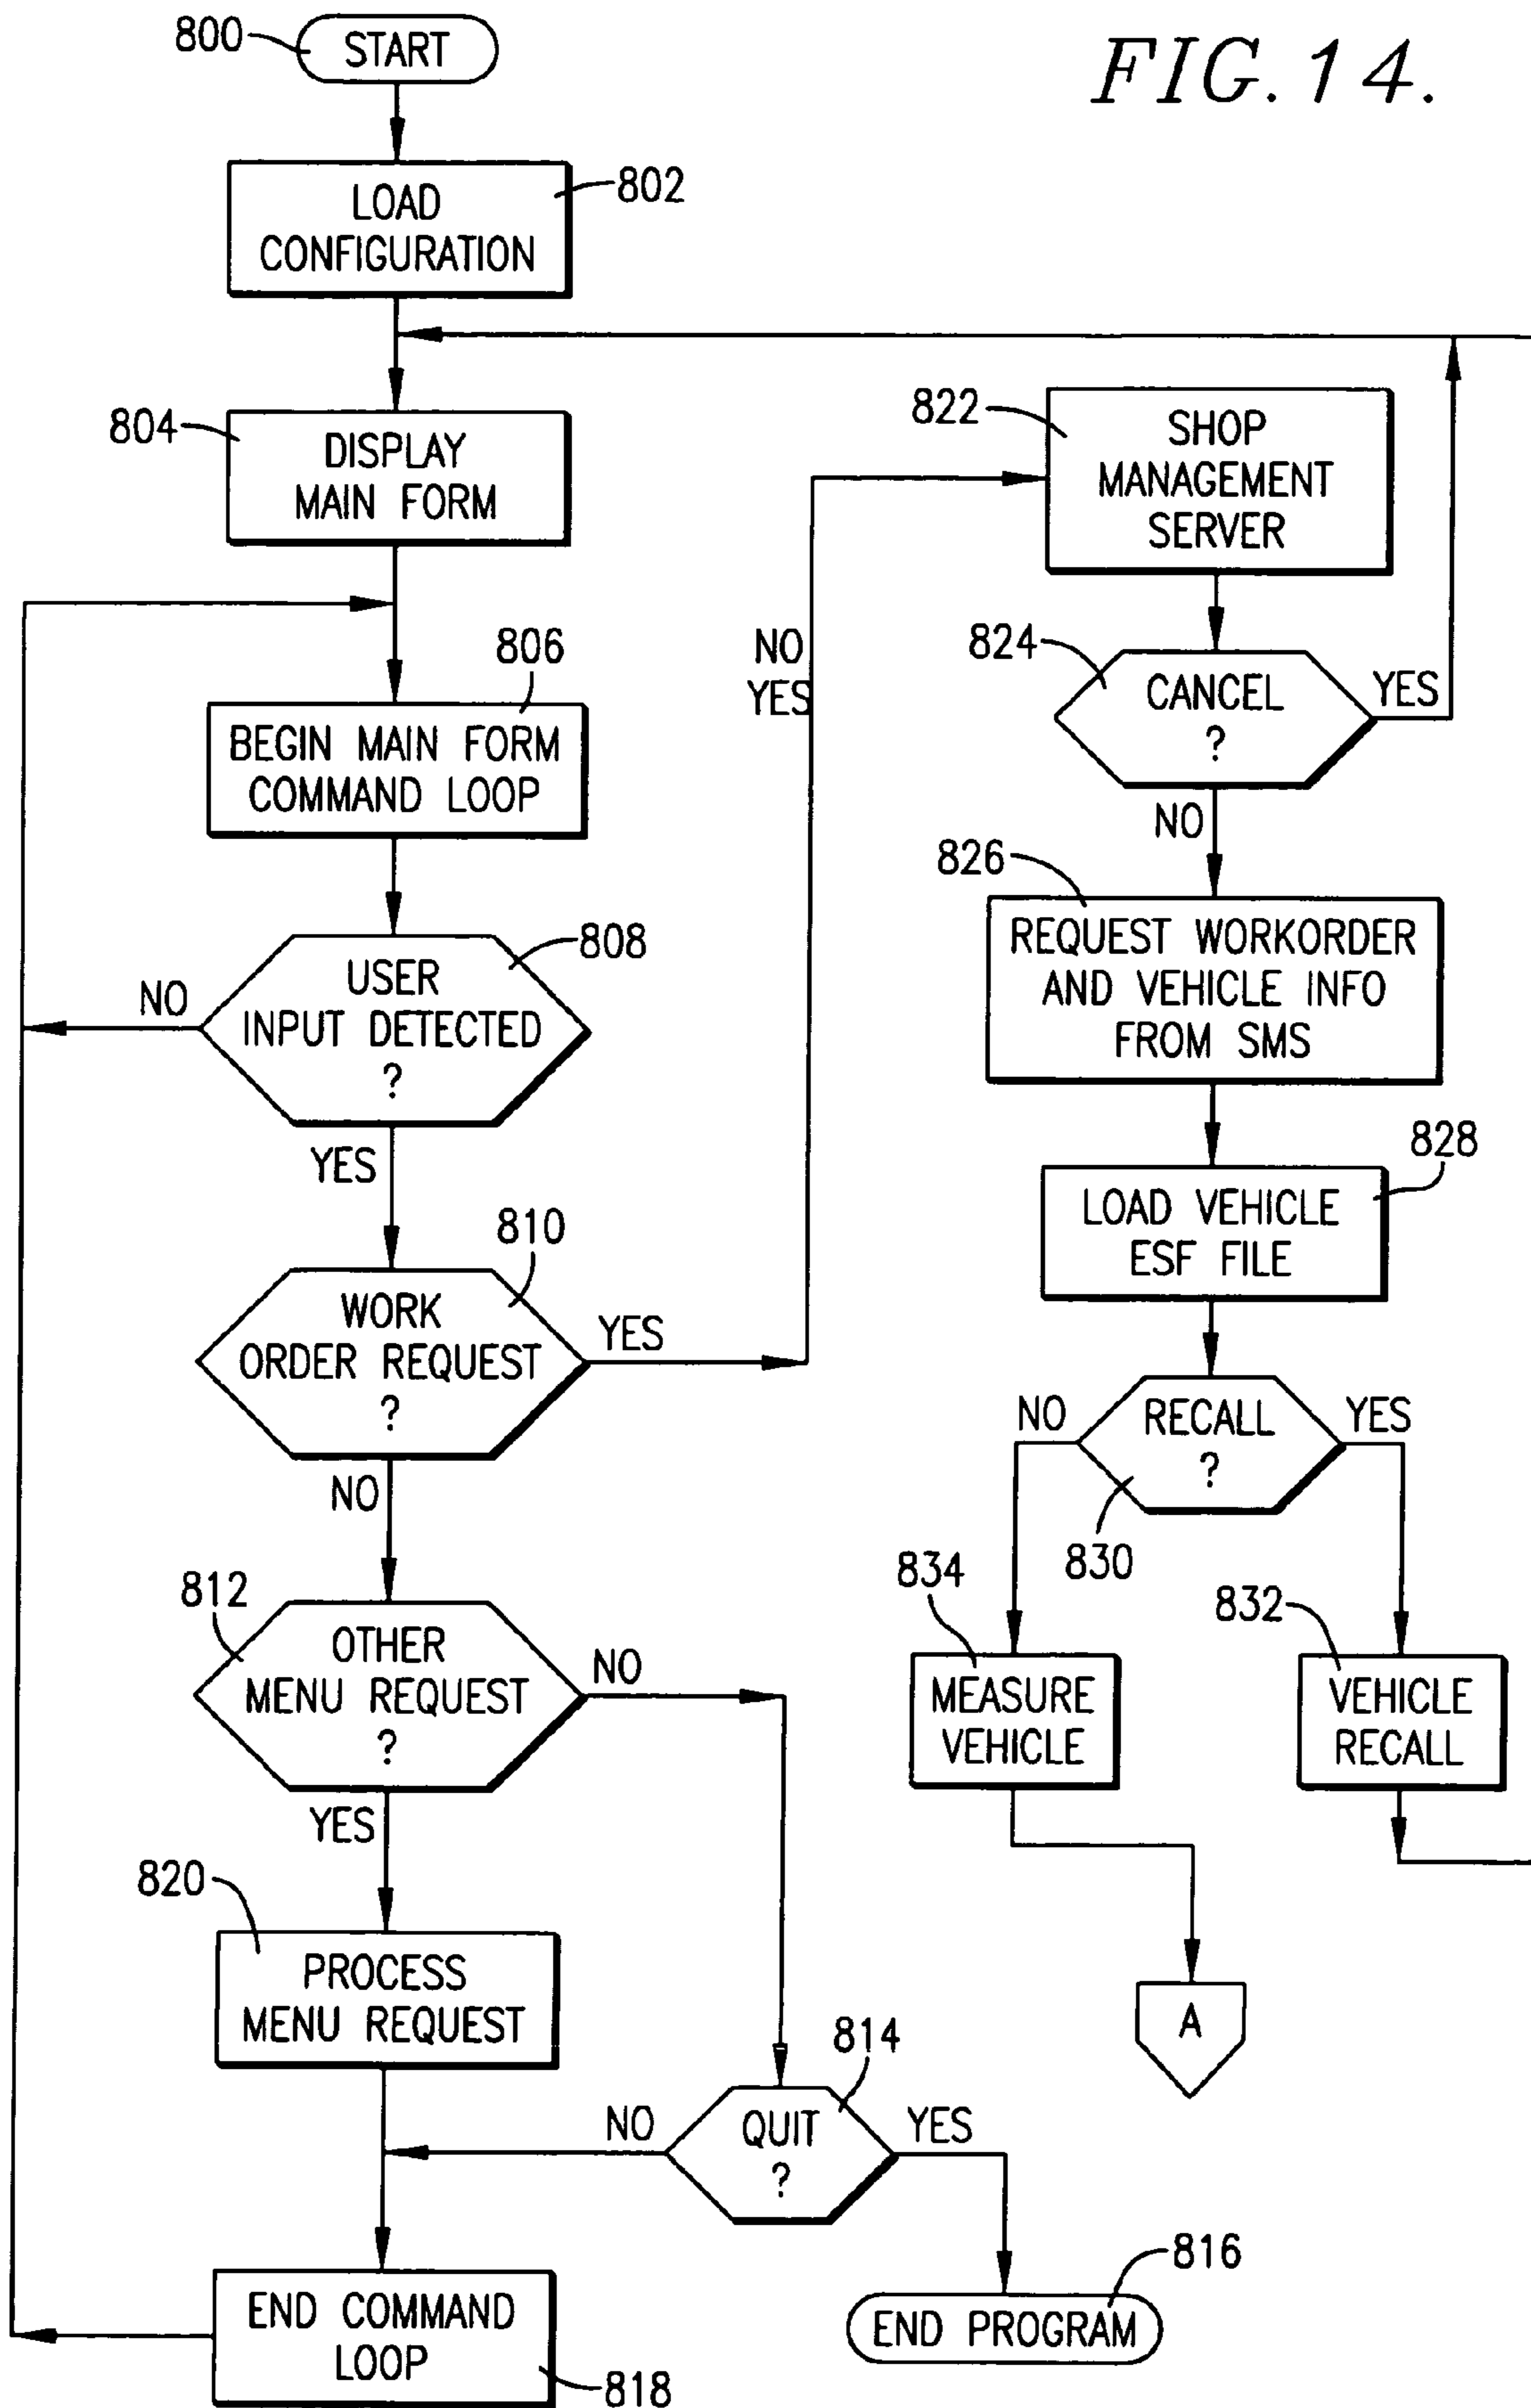 FIG. 14.
800
START
802
LOAD
CONFIGURATION
804
DISPLAY
MAIN FORM
806
BEGIN MAIN FORM
COMMAND LOOP
808
USER
INPUT DETECTED
?
NO
YES
810
WORK
ORDER REQUEST
?
YES
NO
812
OTHER
MENU REQUEST
?
NO
YES
820
PROCESS
MENU REQUEST
814
QUIT
?
NO
YES
816
END PROGRAM
END COMMAND
LOOP
818
NO
YES
822
SHOP
MANAGEMENT
SERVER
824
CANCEL
?
YES
NO
826
REQUEST WORKORDER
AND VEHICLE INFO
FROM SMS
828
LOAD VEHICLE
ESF FILE
NO
RECALL
?
YES
830
834
MEASURE
VEHICLE
832
VEHICLE
RECALL
A